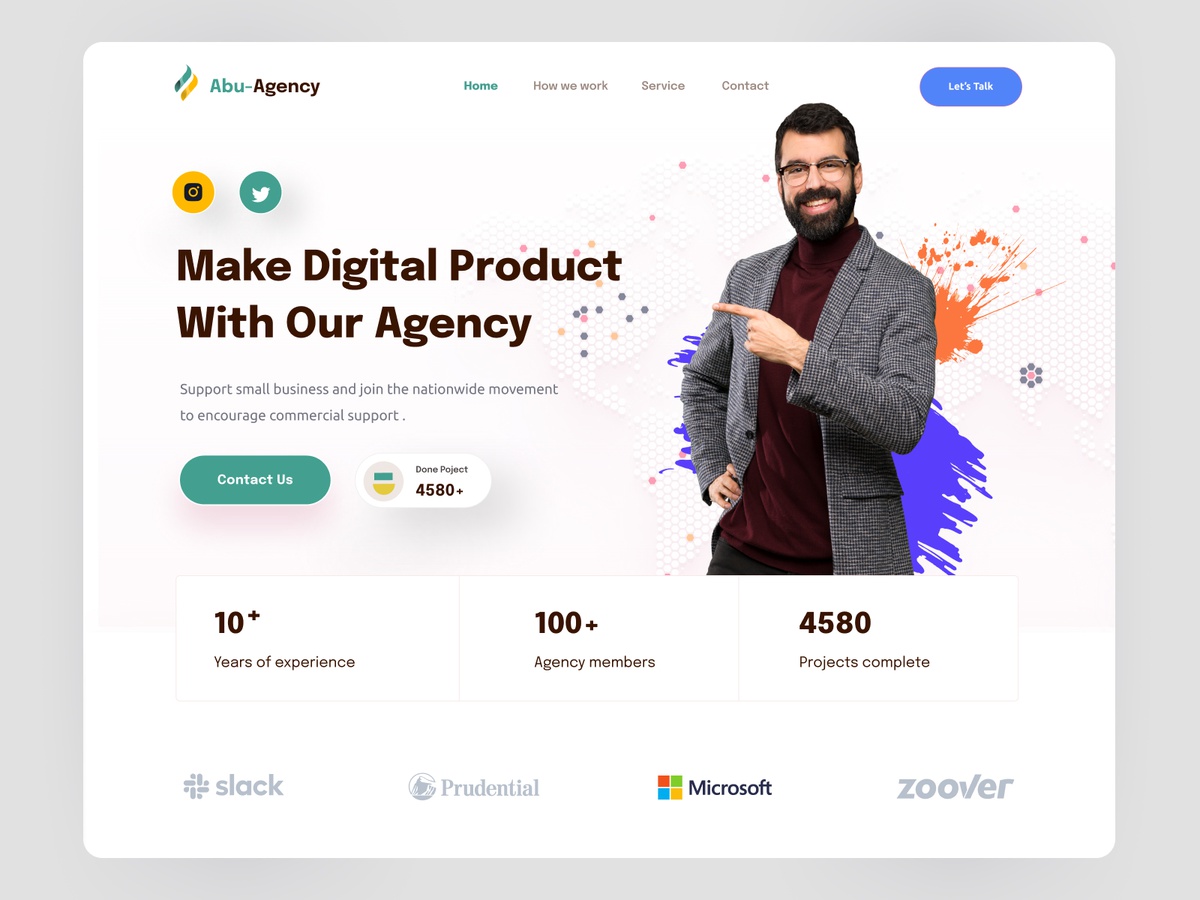 Abu-Agency
Home
How we work
Service
Contact
Let's Talk
Make Digital Product
With Our Agency
Support small business and join the nationwide movement
to encourage commercial support .
Contact Us
Done Poject
4580+
10+
Years of experience
100+
Agency members
4580
Projects complete
slack
Prudential
Microsoft
zoover